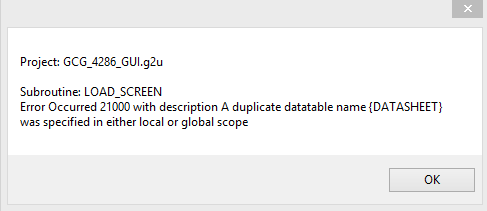 Project: GCG_4286_GUI.g2u
Subroutine: LOAD_SCREEN
Error Occurred 21000 with description A duplicate datatable name {DATASHEET}
was specified in either local or global scope
OK